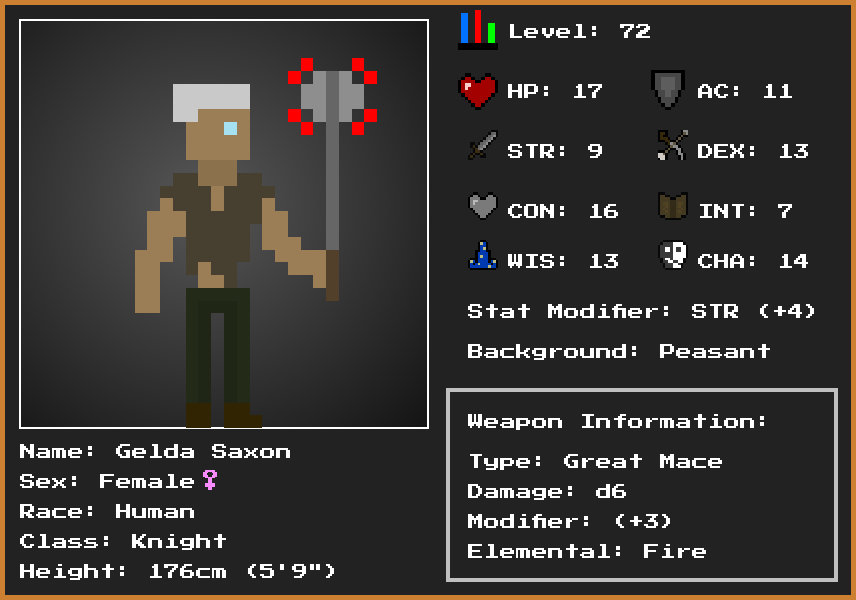 Level: 72
HP: 17
AC: 11
STR: 9
DEX: 13
CON: 16
INT: 7
WIS: 13
CHA: 14
Stat Modifier: STR (+4)
Background: Peasant
Name: Gelda Saxon
Sex: Female♀
Race: Human
Class: Knight
Height: 176cm (5'9")
Weapon Information:
Type: Great Mace
Damage: d6
Modifier: (+3)
Elemental: Fire